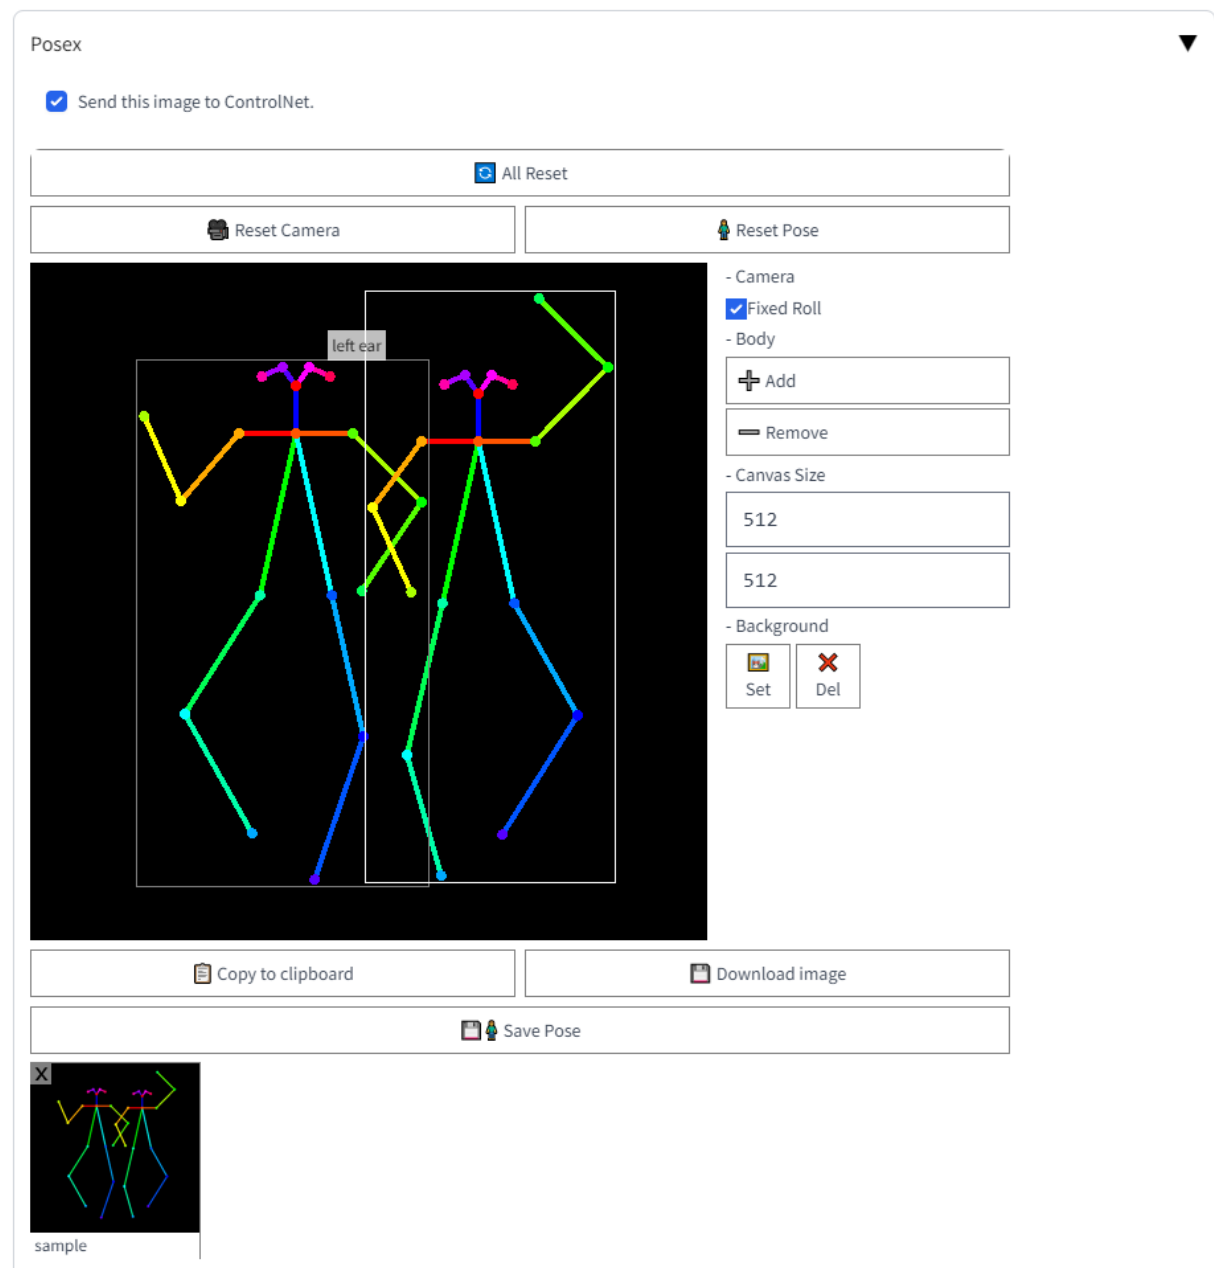 Posex
Send this image to ControlNet.
All Reset
Reset Camera
Reset Pose
- Camera
Fixed Roll
- Body
Add
Remove
- Canvas Size
512
512
- Background
Set
Del
left ear
Copy to clipboard
Download image
Save Pose
X
sample